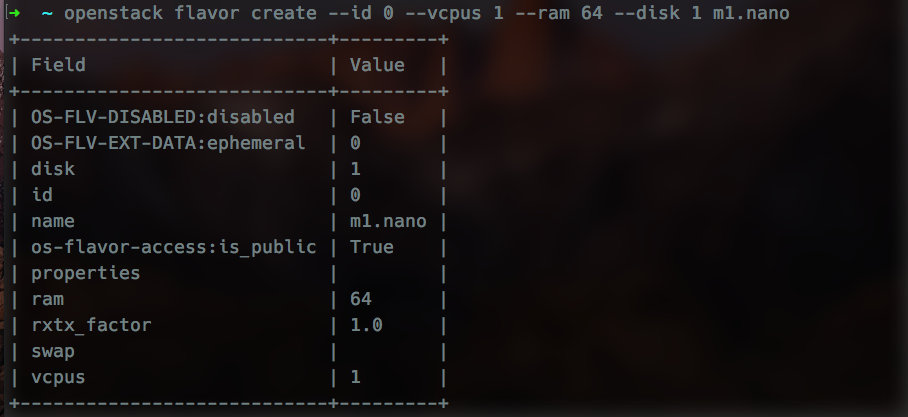 ➜  ~ openstack flavor create --id 0 --vcpus 1 --ram 64 --disk 1 m1.nano
+----------------------------+---------+
| Field                      | Value   |
+----------------------------+---------+
| OS-FLV-DISABLED:disabled   | False   |
| OS-FLV-EXT-DATA:ephemeral  | 0       |
| disk                       | 1       |
| id                         | 0       |
| name                       | m1.nano |
| os-flavor-access:is_public | True    |
| properties                 |         |
| ram                        | 64      |
| rxtx_factor                | 1.0     |
| swap                       |         |
| vcpus                      | 1       |
+----------------------------+---------+